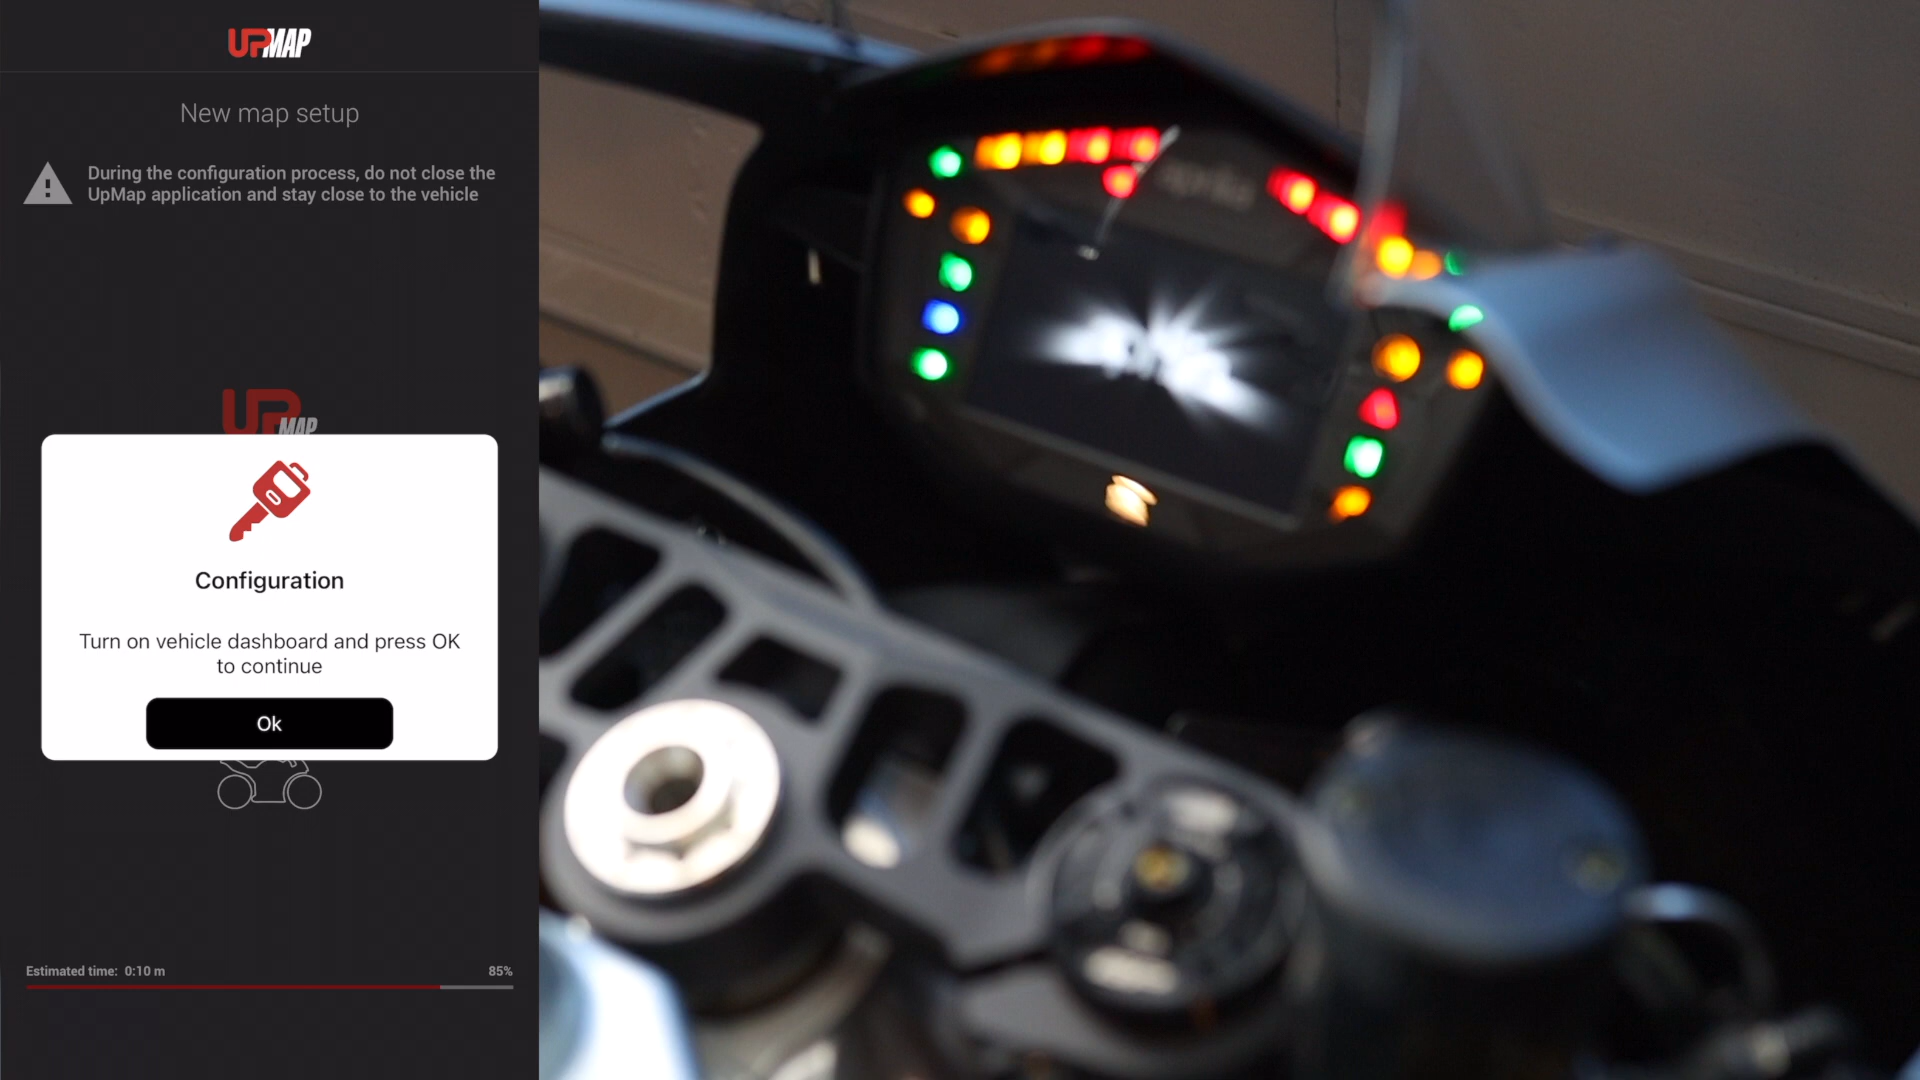 UPMAP
New map setup
During the configuration process, do not close the
UpMap application and stay close to the vehicle
UPMAP
Configuration
Turn on vehicle dashboard and press OK
to continue
Ok
Estimated time: 0:10 m
85%
aprilia